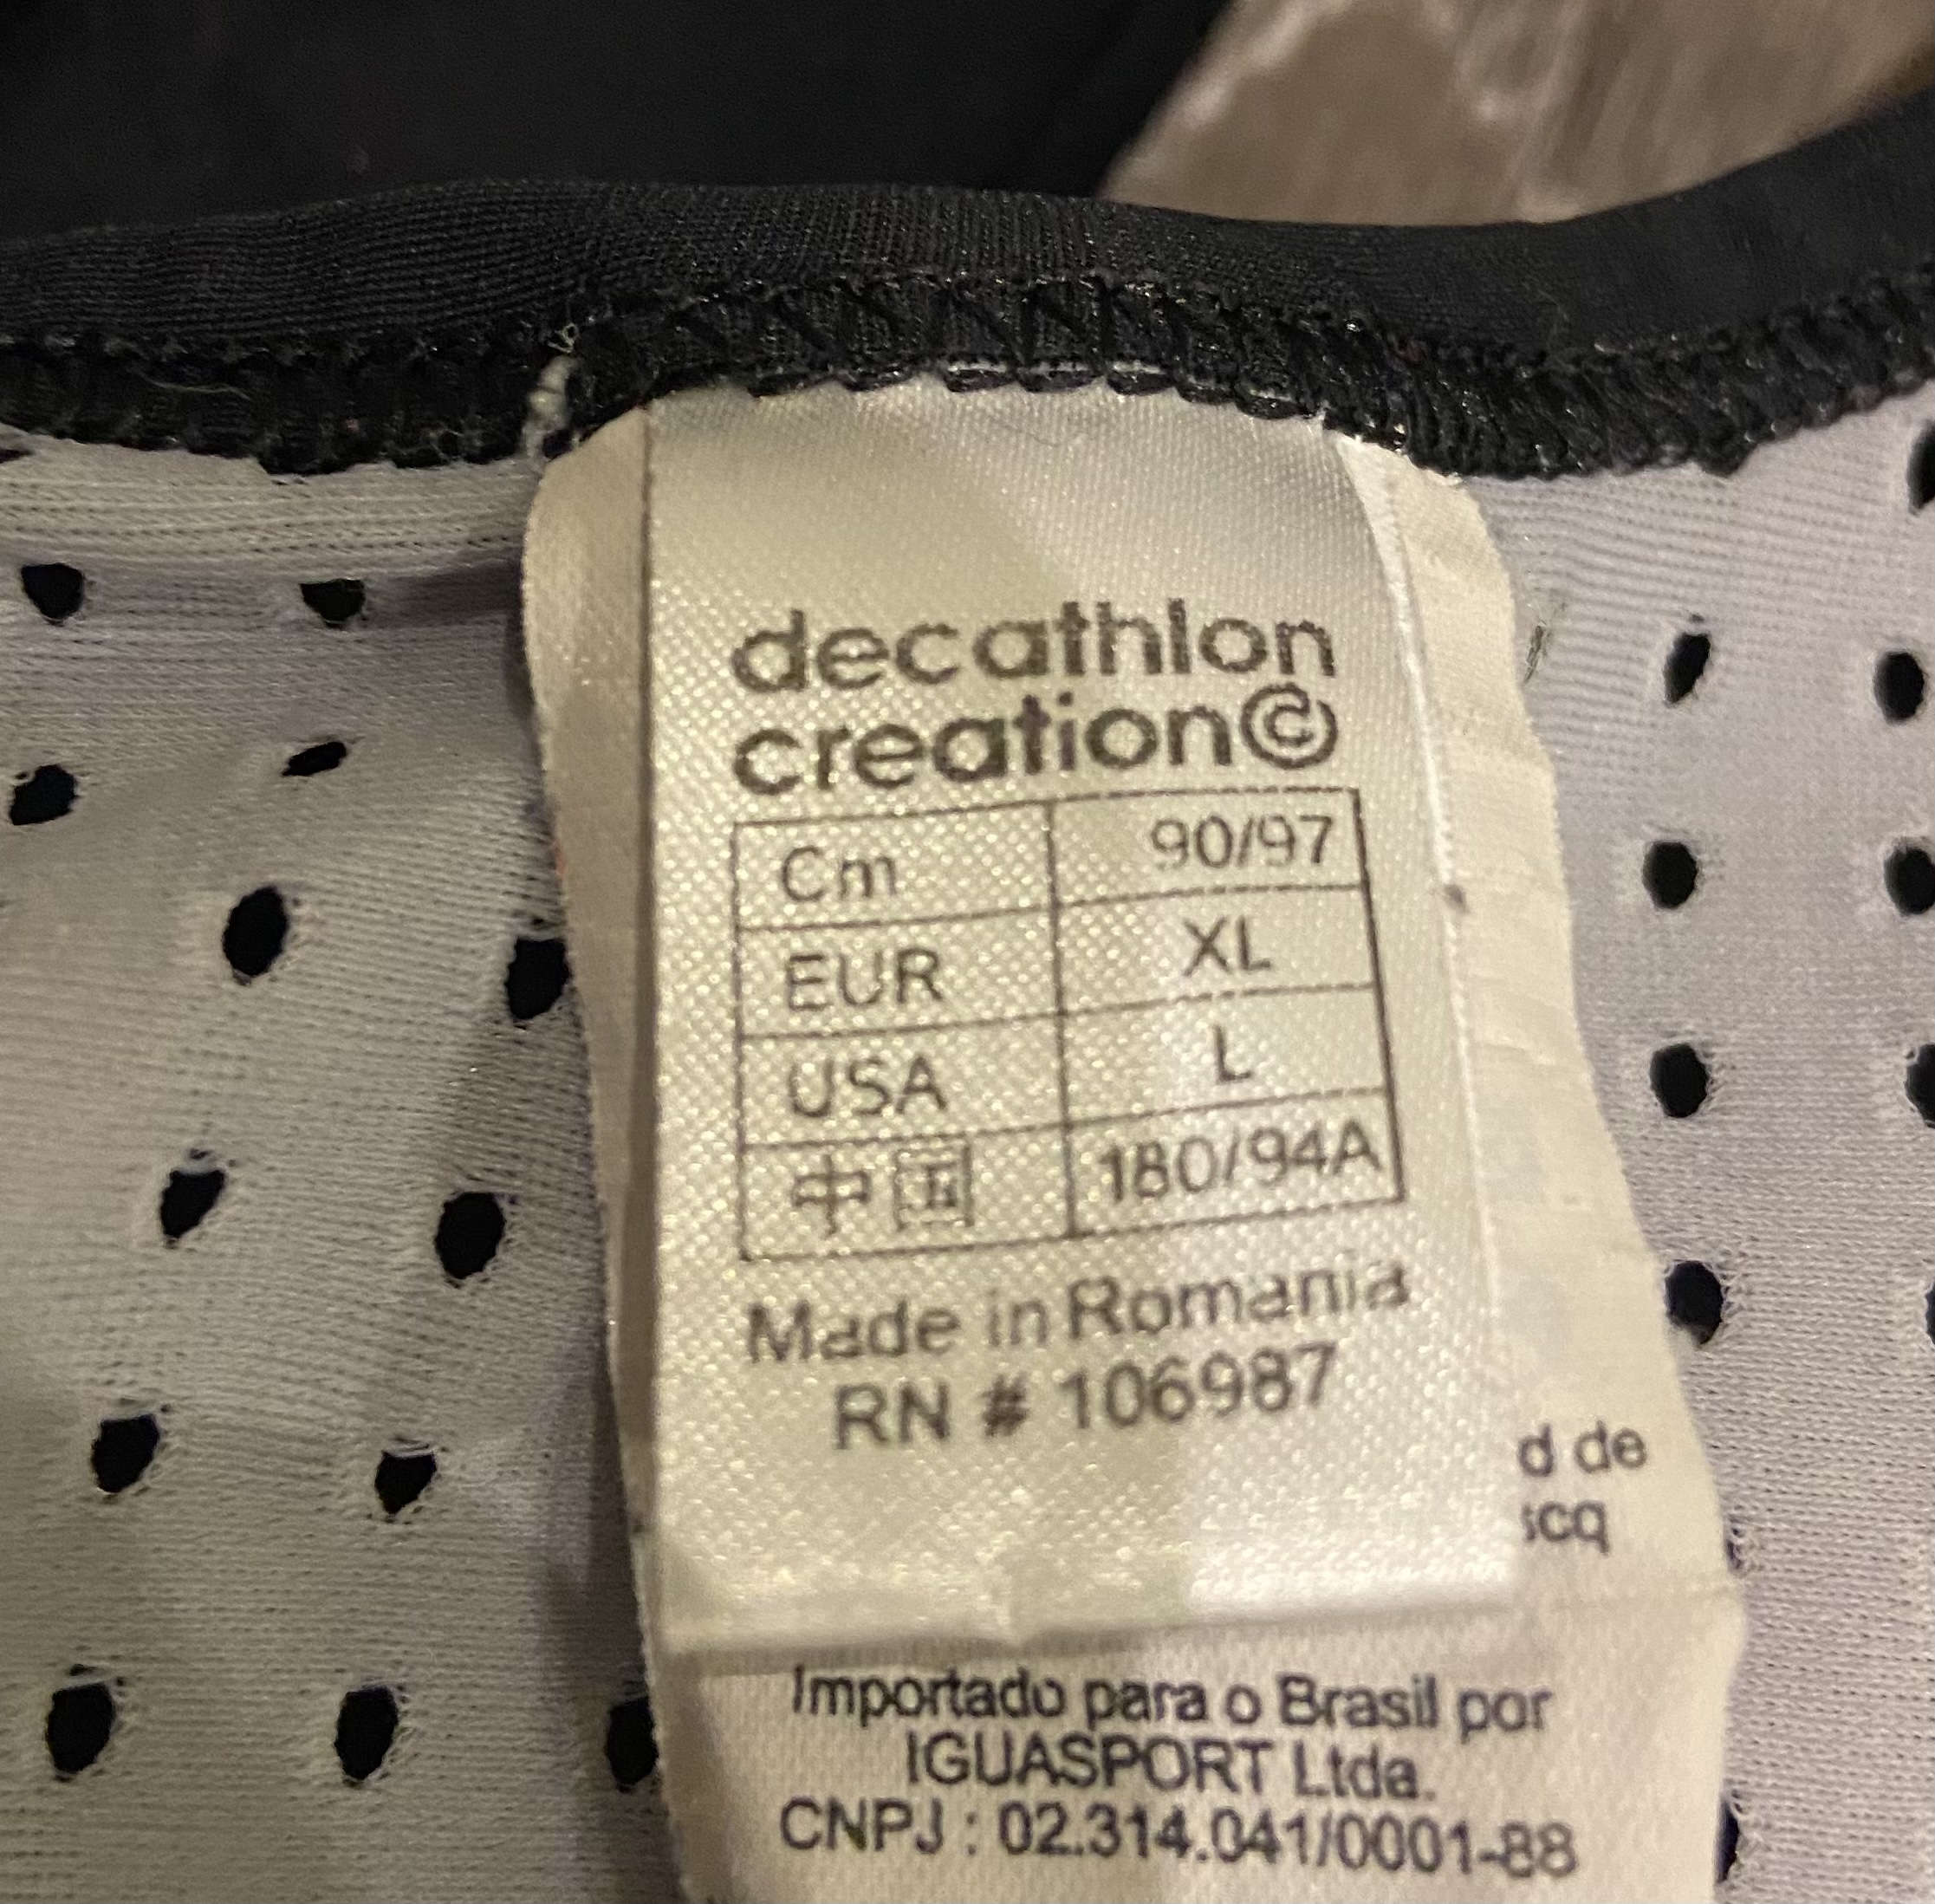 decathlon
creation©
Cm 90/97
EUR XL
USA L
中国 180/94A
Made in Romania
RN # 106987
d de
scq
Importado para o Brasil por
IGUASPORT Ltda.
CNPJ : 02.314.041/0001-88